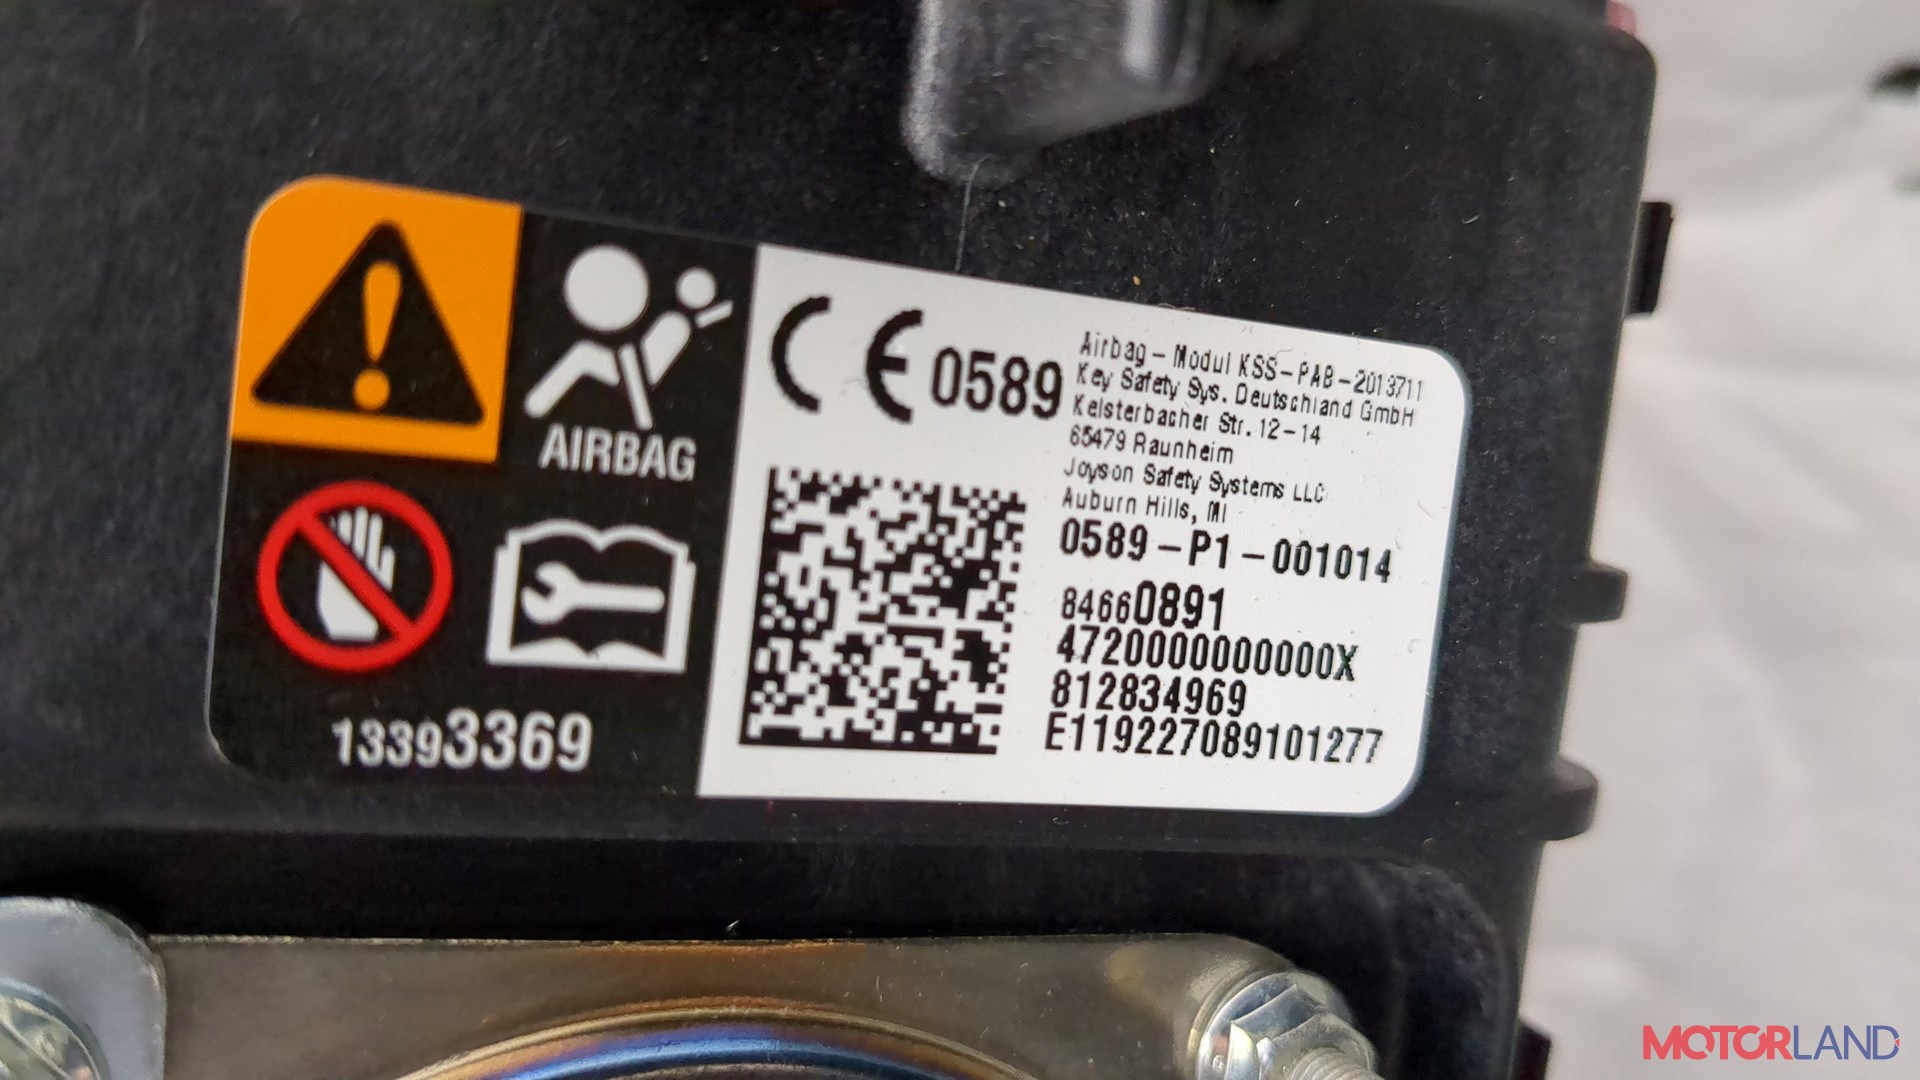 AIRBAG
13393369
CE 0589
Airbag-Modul KSS-PAB-2013711
Key Safety Sys. Deutschland GmbH
Kelsterbacher Str. 12-14
65479 Raunheim
Joyson Safety Systems LLC
Auburn Hills, MI
0589-P1-001014
84660891
4720000000000X
812834969
E119227089101277
MOTORLAND